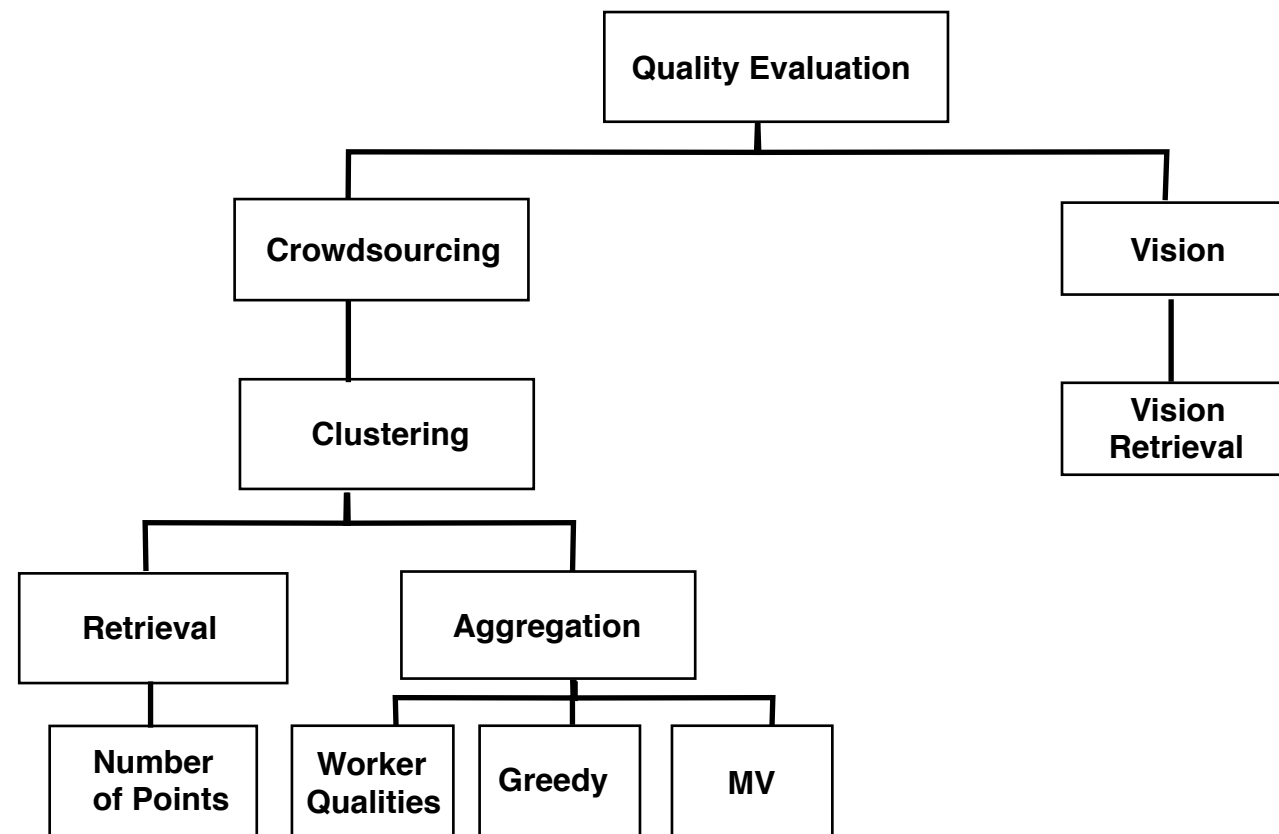 Quality Evaluation
Crowdsourcing
Vision
Clustering
Vision
Retrieval
Retrieval
Aggregation
Number
of Points
Worker
Qualities
Greedy
MV